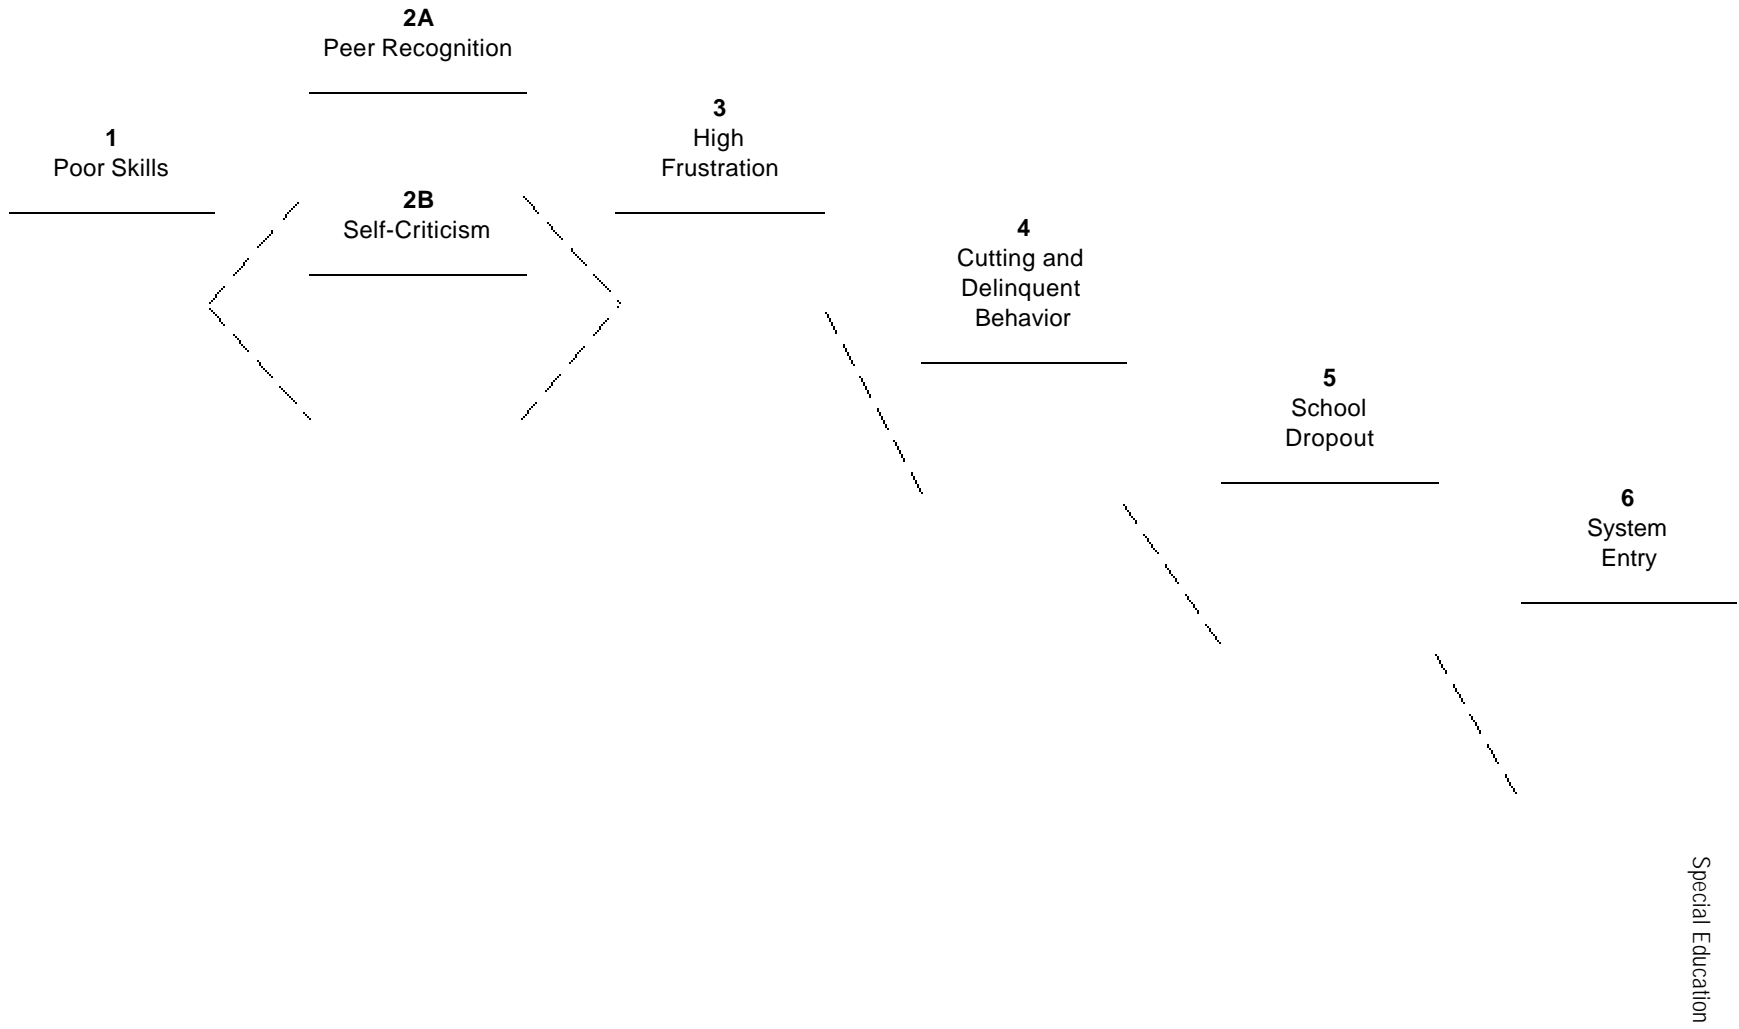 2A
Peer Recognition
1
Poor Skills
2B
Self-Criticism
3
High
Frustration
4
Cutting and
Delinquent
Behavior
5
School
Dropout
6
System
Entry
Special Education